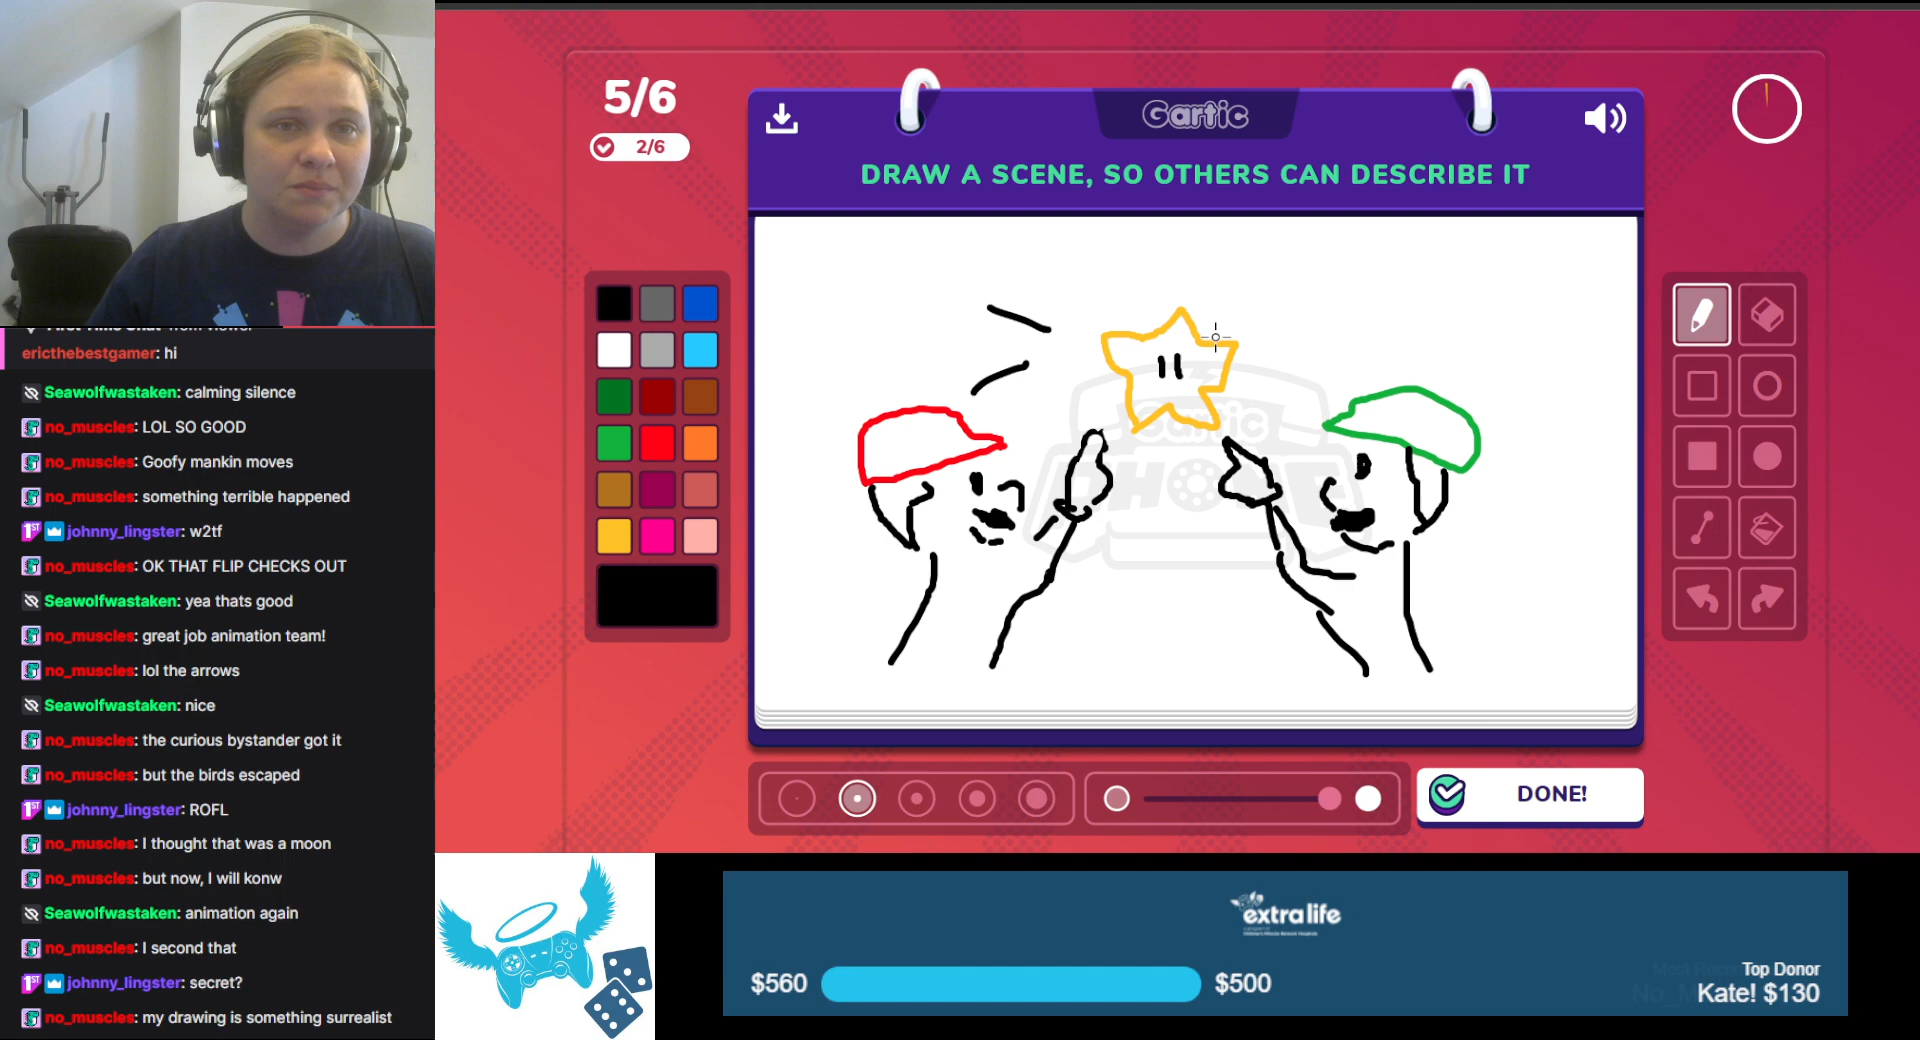 5/6
2/6
Gartic
DRAW A SCENE, SO OTHERS CAN DESCRIBE IT
Gartic
PHONE
DONE!
ericthebestgamer: hi
Seawolfwastaken: calming silence
no_muscles: LOL SO GOOD
no_muscles: Goofy mankin moves
no_muscles: something terrible happened
1ST johnny_lingster: w2tf
no_muscles: OK THAT FLIP CHECKS OUT
Seawolfwastaken: yea thats good
no_muscles: great job animation team!
no_muscles: lol the arrows
Seawolfwastaken: nice
no_muscles: the curious bystander got it
no_muscles: but the birds escaped
1ST johnny_lingster: ROFL
no_muscles: I thought that was a moon
no_muscles: but now, I will konw
Seawolfwastaken: animation again
no_muscles: I second that
1ST johnny_lingster: secret?
no_muscles: my drawing is something surrealist
extra life
$560
$500
Top Donor
Kate! $130